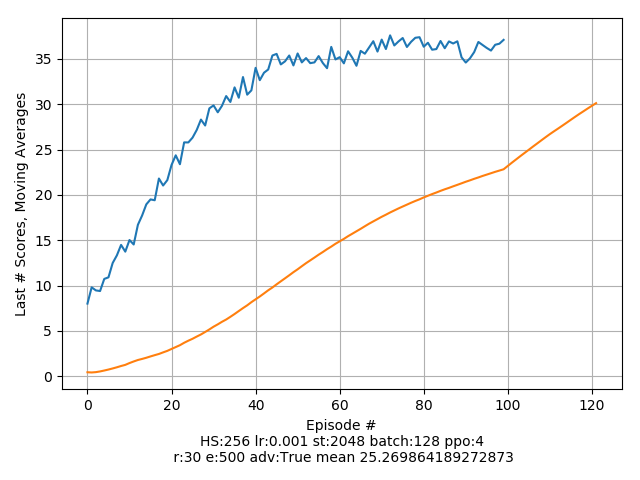 35
30
25
20
15
10
5
0
Last # Scores, Moving Averages
0 20 40 60 80 100 120
Episode #
HS:256 lr:0.001 st:2048 batch:128 ppo:4
r:30 e:500 adv:True mean 25.269864189272873